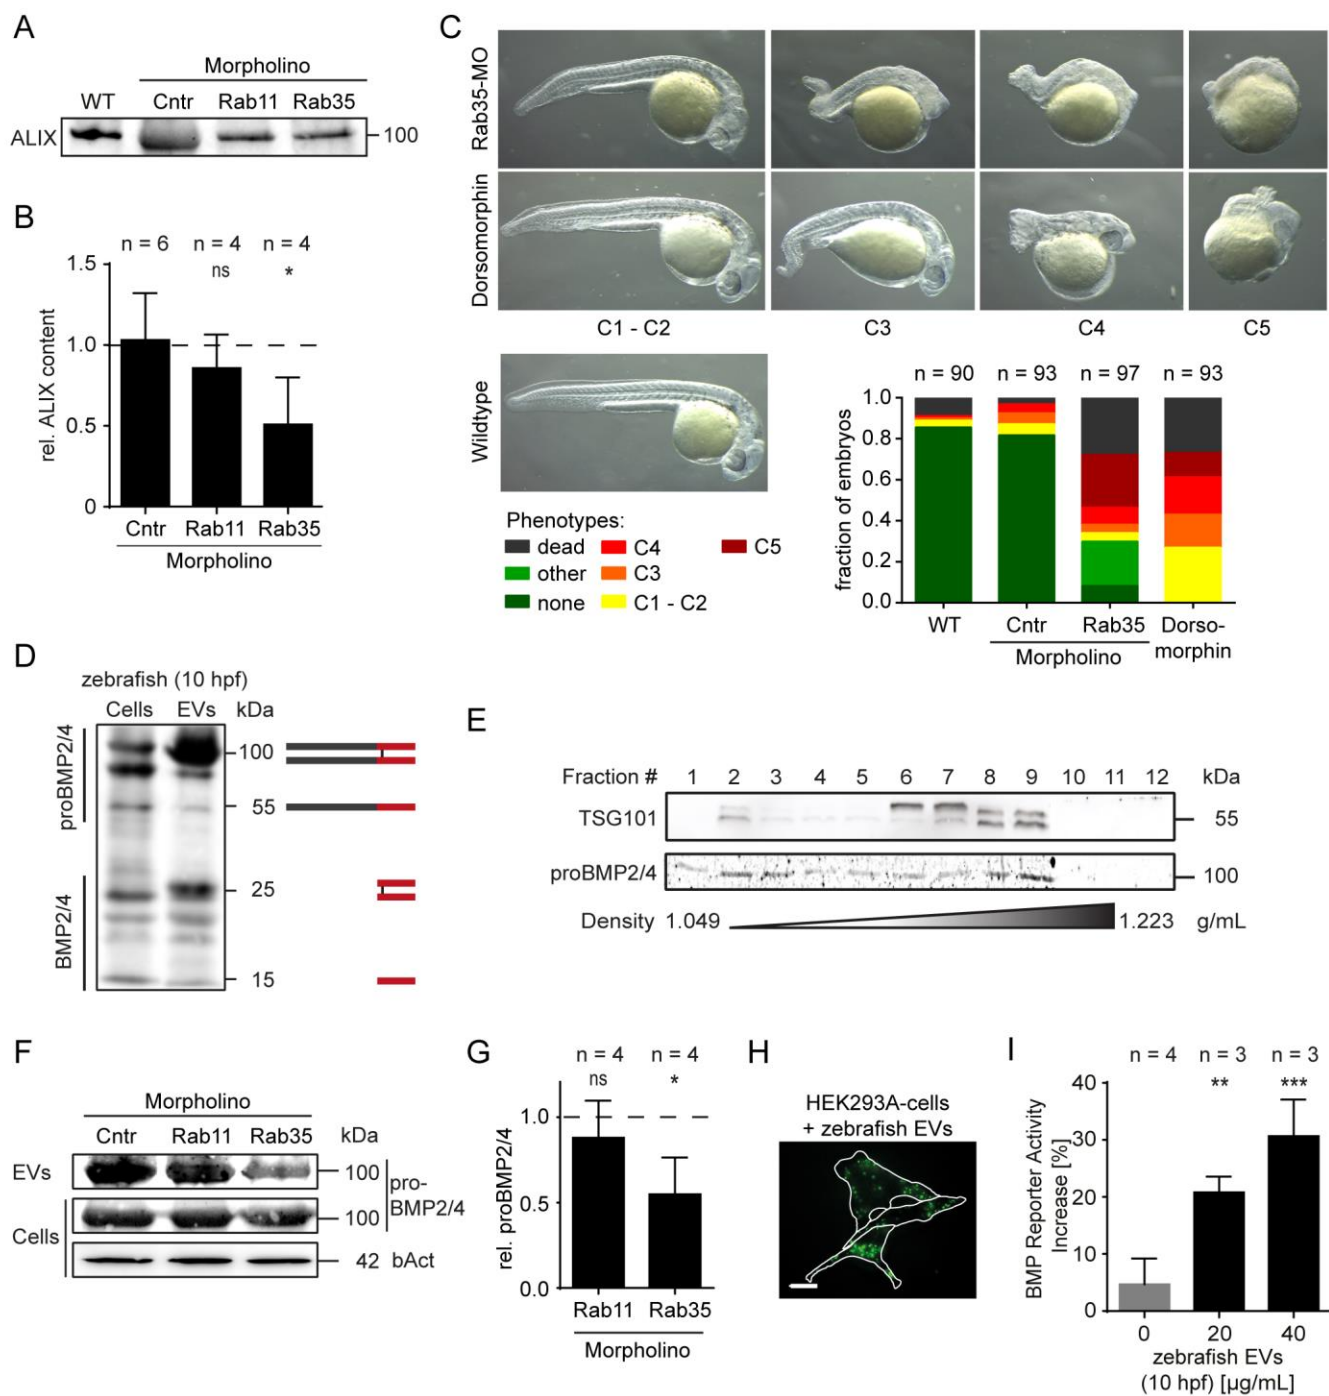 A
Morpholino
WT Cntr Rab11 Rab35
ALIX 100
B
n = 6 n = 4 n = 4
ns *
1.5
1.0
0.5
0
rel. ALIX content
Cntr Rab11 Rab35
Morpholino
C
Rab35-MO
Dorsomorphin
C1 - C2 C3 C4 C5
Wildtype
Phenotypes:
dead C4 C5
other C3
none C1 - C2
n = 90 n = 93 n = 97 n = 93
1.0
0.8
0.6
0.4
0.2
0.0
fraction of embryos
WT Cntr Rab35 Dorso-
morphin
Morpholino
D
zebrafish (10 hpf)
Cells EVs kDa
proBMP2/4
BMP2/4
100
55
25
15
E
Fraction # 1 2 3 4 5 6 7 8 9 10 11 12 kDa
TSG101 55
proBMP2/4 100
Density 1.049 1.223 g/mL
F
Morpholino
Cntr Rab11 Rab35 kDa
EVs 100
pro-
BMP2/4
Cells 100
42 bAct
G
n = 4 n = 4
ns *
1.0
0.5
0.0
rel. proBMP2/4
Rab11 Rab35
Morpholino
H
HEK293A-cells
+ zebrafish EVs
I
n = 4 n = 3 n = 3
** ***
40
30
20
10
0
BMP Reporter Activity
Increase [%]
0 20 40
zebrafish EVs
(10 hpf) [µg/mL]